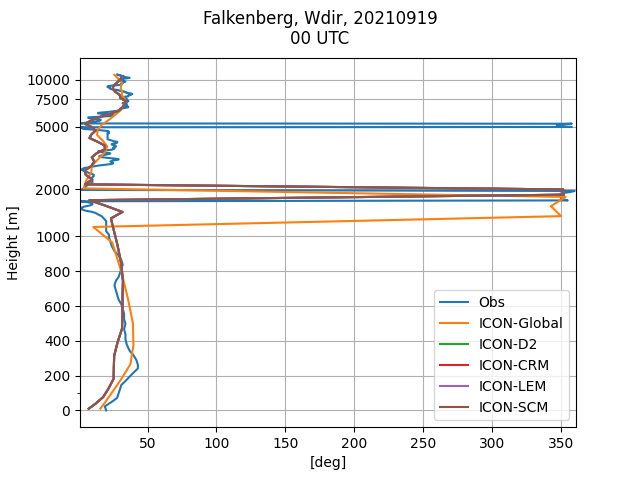 Falkenberg, Wdir, 20210919
00 UTC
Height [m]
10000
7500
5000
2000
1000
800
600
400
200
0
Obs
ICON-Global
ICON-D2
ICON-CRM
ICON-LEM
ICON-SCM
50 100 150 200 250 300 350
[deg]